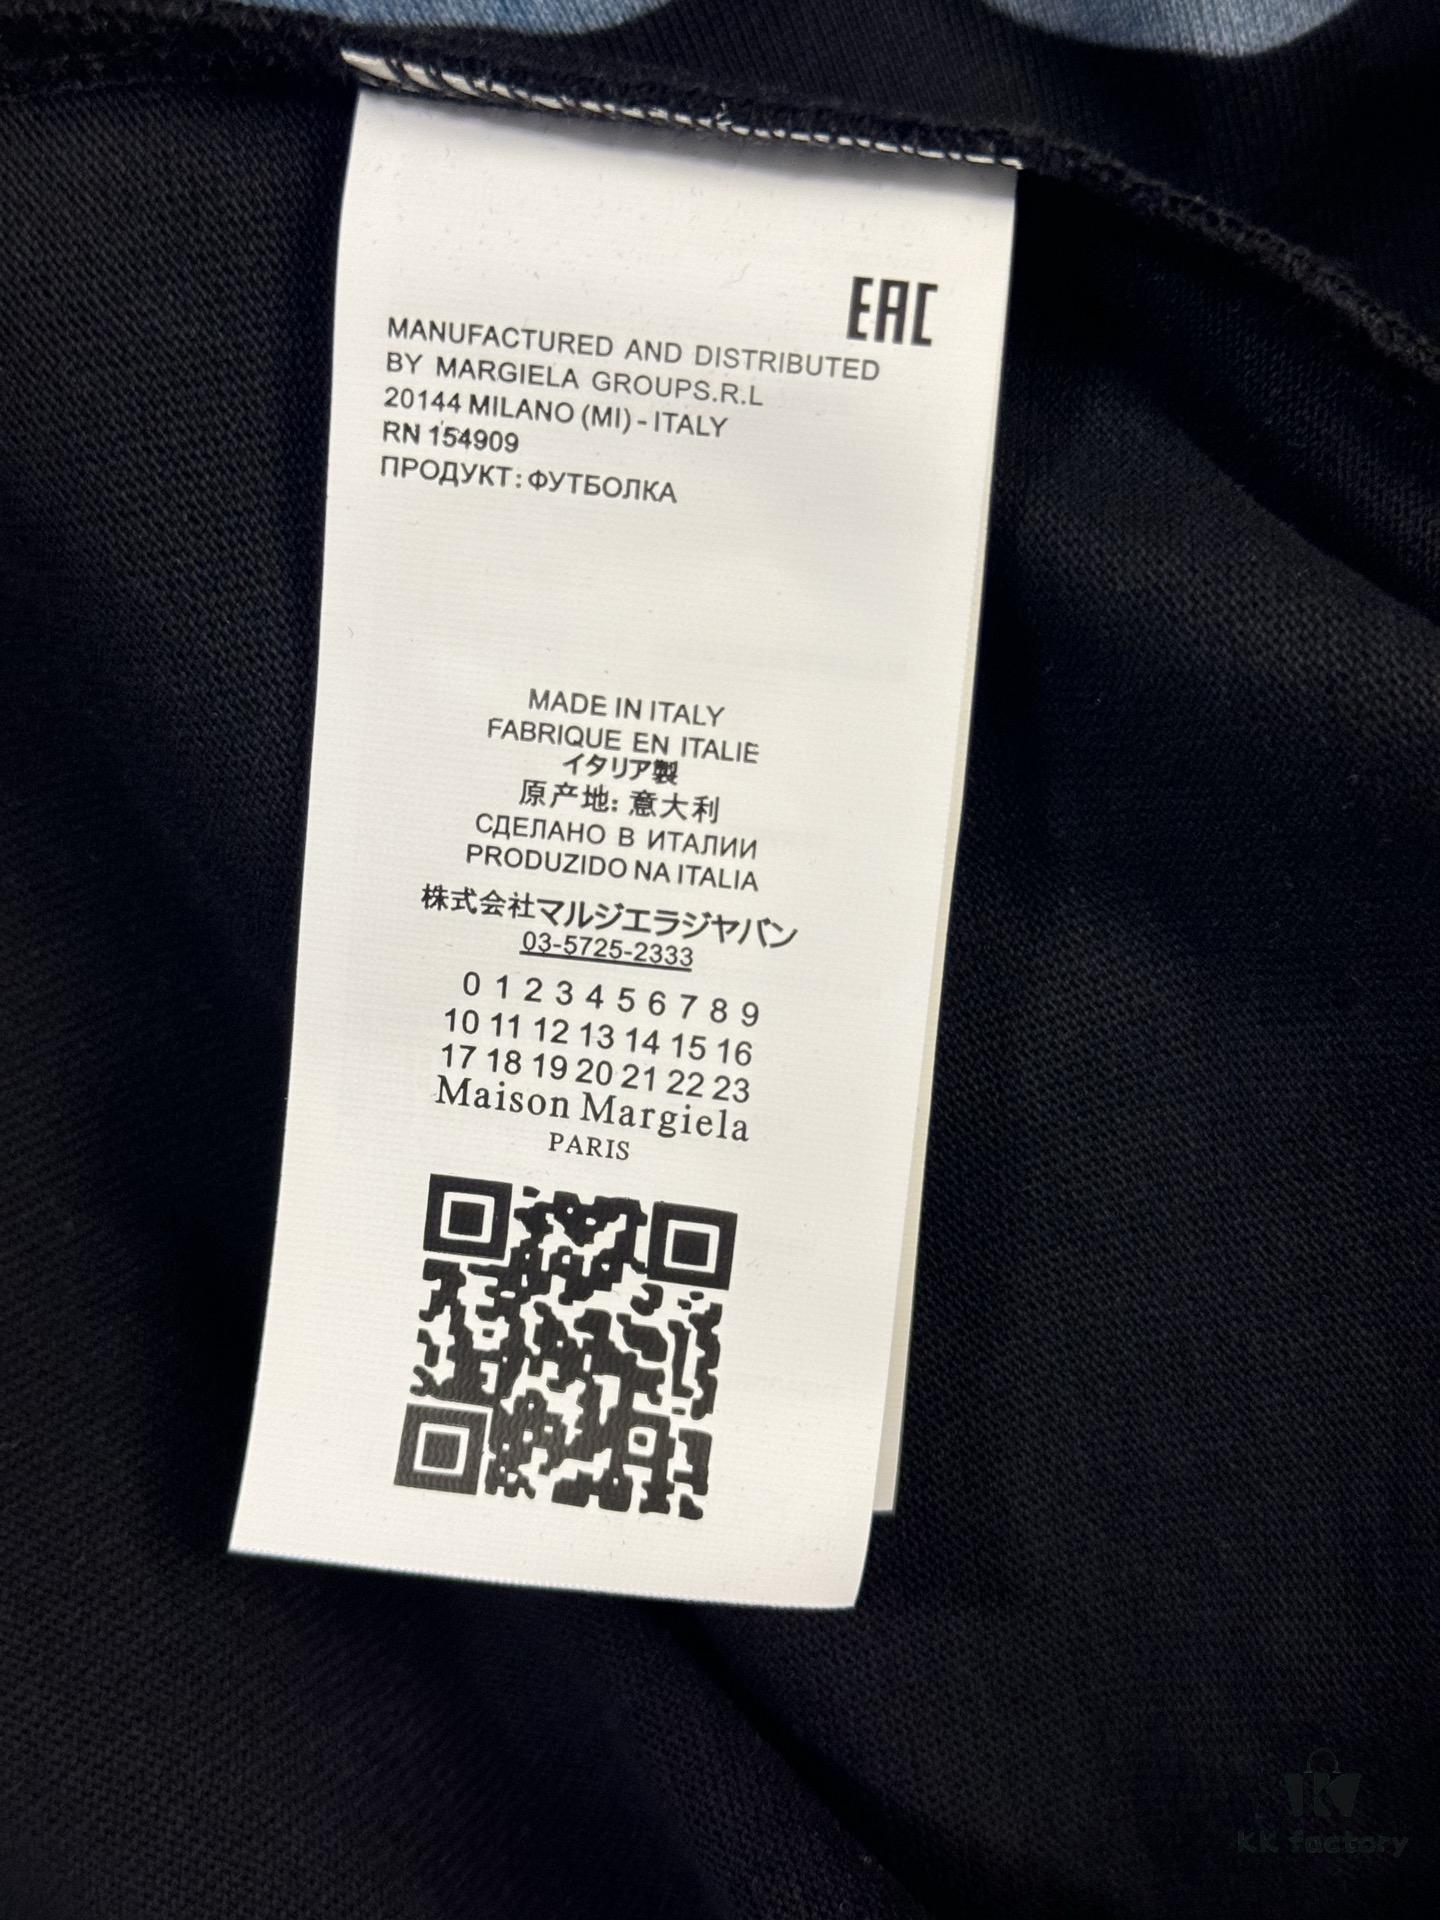 EAC
MANUFACTURED AND DISTRIBUTED
BY MARGIELA GROUPS.R.L
20144 MILANO (MI) - ITALY
RN 154909
ПРОДУКТ: ФУТБОЛКА
MADE IN ITALY
FABRIQUE EN ITALIE
イタリア製
原产地: 意大利
СДЕЛАНО В ИТАЛИИ
PRODUZIDO NA ITALIA
株式会社マルジエラジヤパン
03-5725-2333
0 1 2 3 4 5 6 7 8 9
10 11 12 13 14 15 16
17 18 19 20 21 22 23
Maison Margiela
PARIS
KK factory